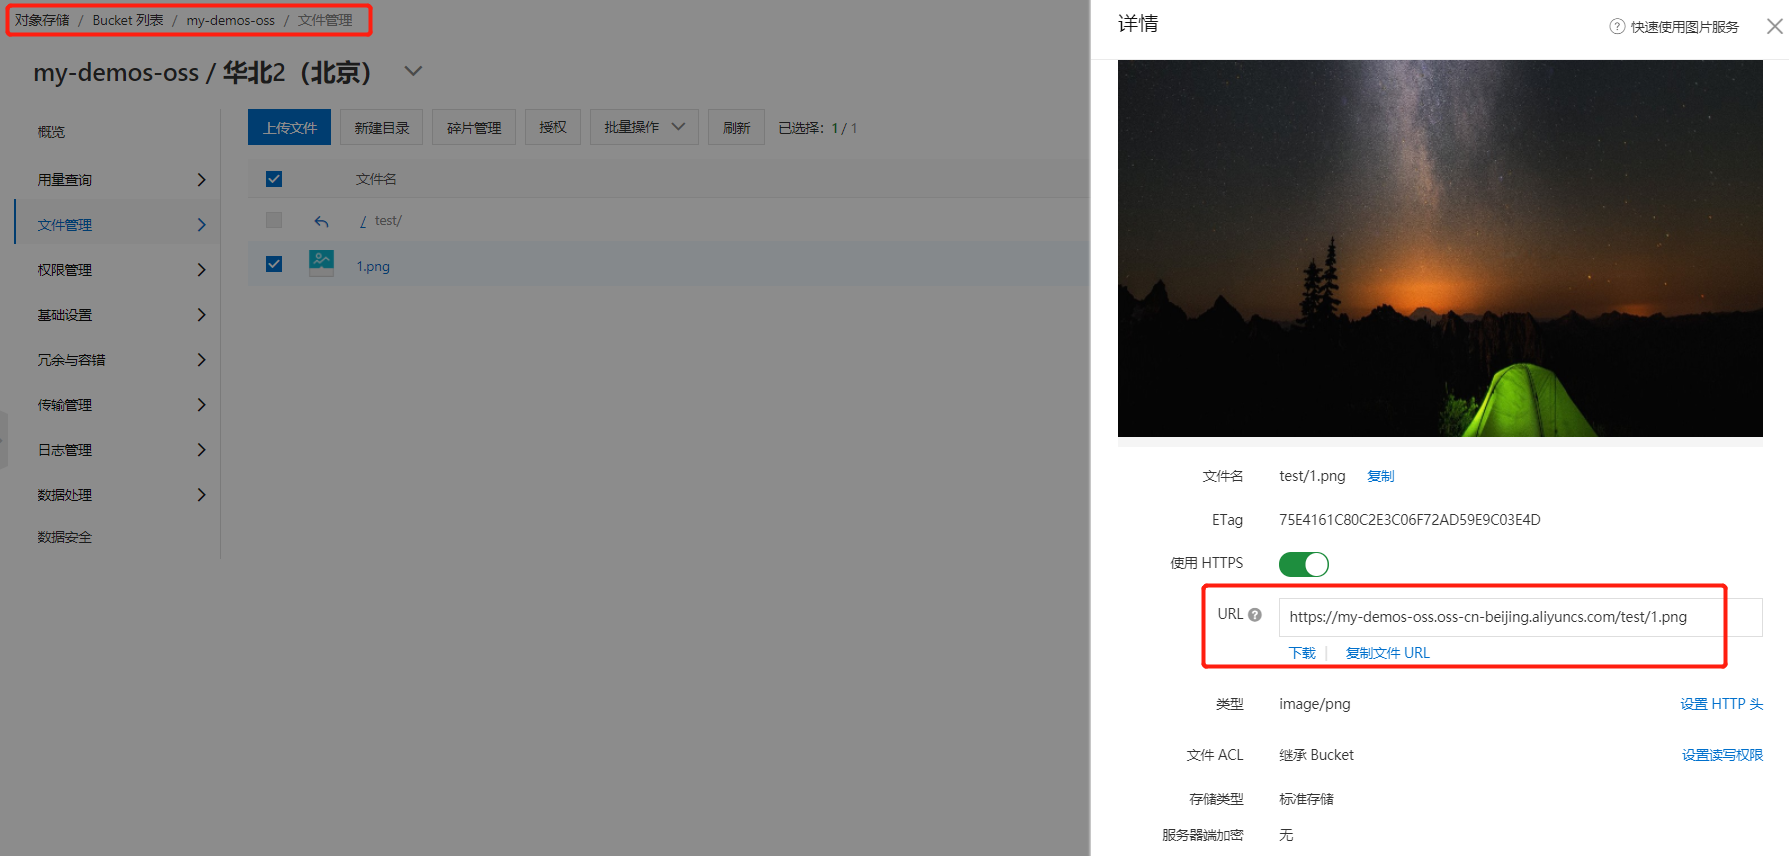 对象存储 / Bucket 列表 / my-demos-oss / 文件管理
my-demos-oss / 华北2（北京）
概览
用量查询
文件管理
权限管理
基础设置
冗余与容错
传输管理
日志管理
数据处理
数据安全
上传文件 新建目录 碎片管理 授权 批量操作 刷新 已选择：1 / 1
文件名
/ test/
1.png
详情
快速使用图片服务
文件名 test/1.png 复制
ETag 75E4161C80C2E3C06F72AD59E9C03E4D
使用 HTTPS
URL https://my-demos-oss.oss-cn-beijing.aliyuncs.com/test/1.png
下载 复制文件 URL
类型 image/png 设置 HTTP 头
文件 ACL 继承 Bucket 设置读写权限
存储类型 标准存储
服务器端加密 无